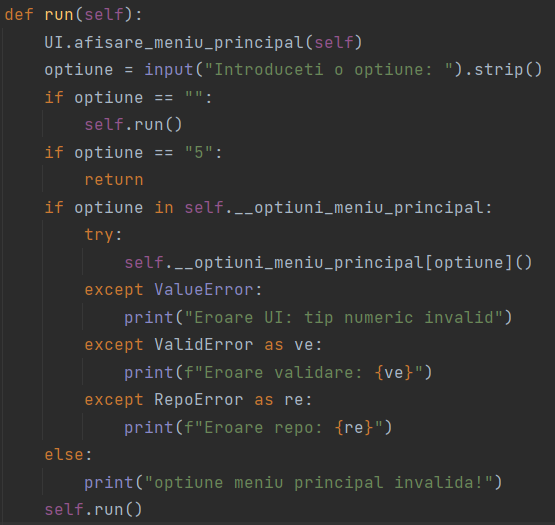 def run(self):
    UI.afisare_meniu_principal(self)
    optiune = input("Introduceti o optiune: ").strip()
    if optiune == "":
        self.run()
    if optiune == "5":
        return
    if optiune in self.__optiuni_meniu_principal:
        try:
            self.__optiuni_meniu_principal[optiune]()
        except ValueError:
            print("Eroare UI: tip numeric invalid")
        except ValidError as ve:
            print(f"Eroare validare: {ve}")
        except RepoError as re:
            print(f"Eroare repo: {re}")
    else:
        print("optiune meniu principal invalida!")
    self.run()